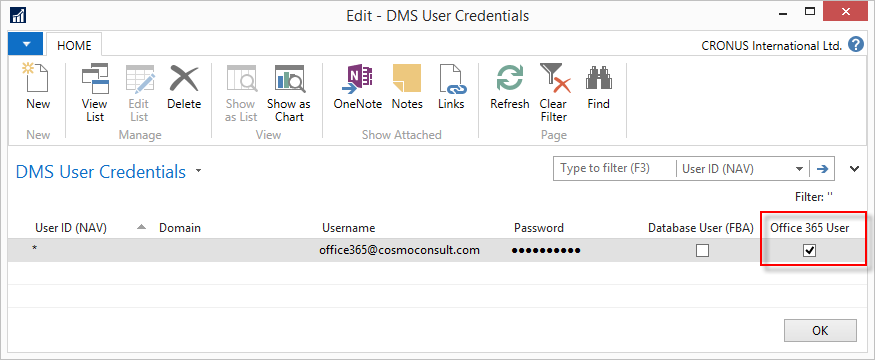 Edit - DMS User Credentials
HOME
CRONUS International Ltd.
New
View List
Edit List
Delete
Show as List
Show as Chart
OneNote
Notes
Links
Refresh
Clear Filter
Find
New
Manage
View
Show Attached
Page
DMS User Credentials
Type to filter (F3)
User ID (NAV)
Filter: ''
User ID (NAV) Domain Username Password Database User (FBA) Office 365 User
* office365@cosmoconsult.com ●●●●●●●●●●
OK